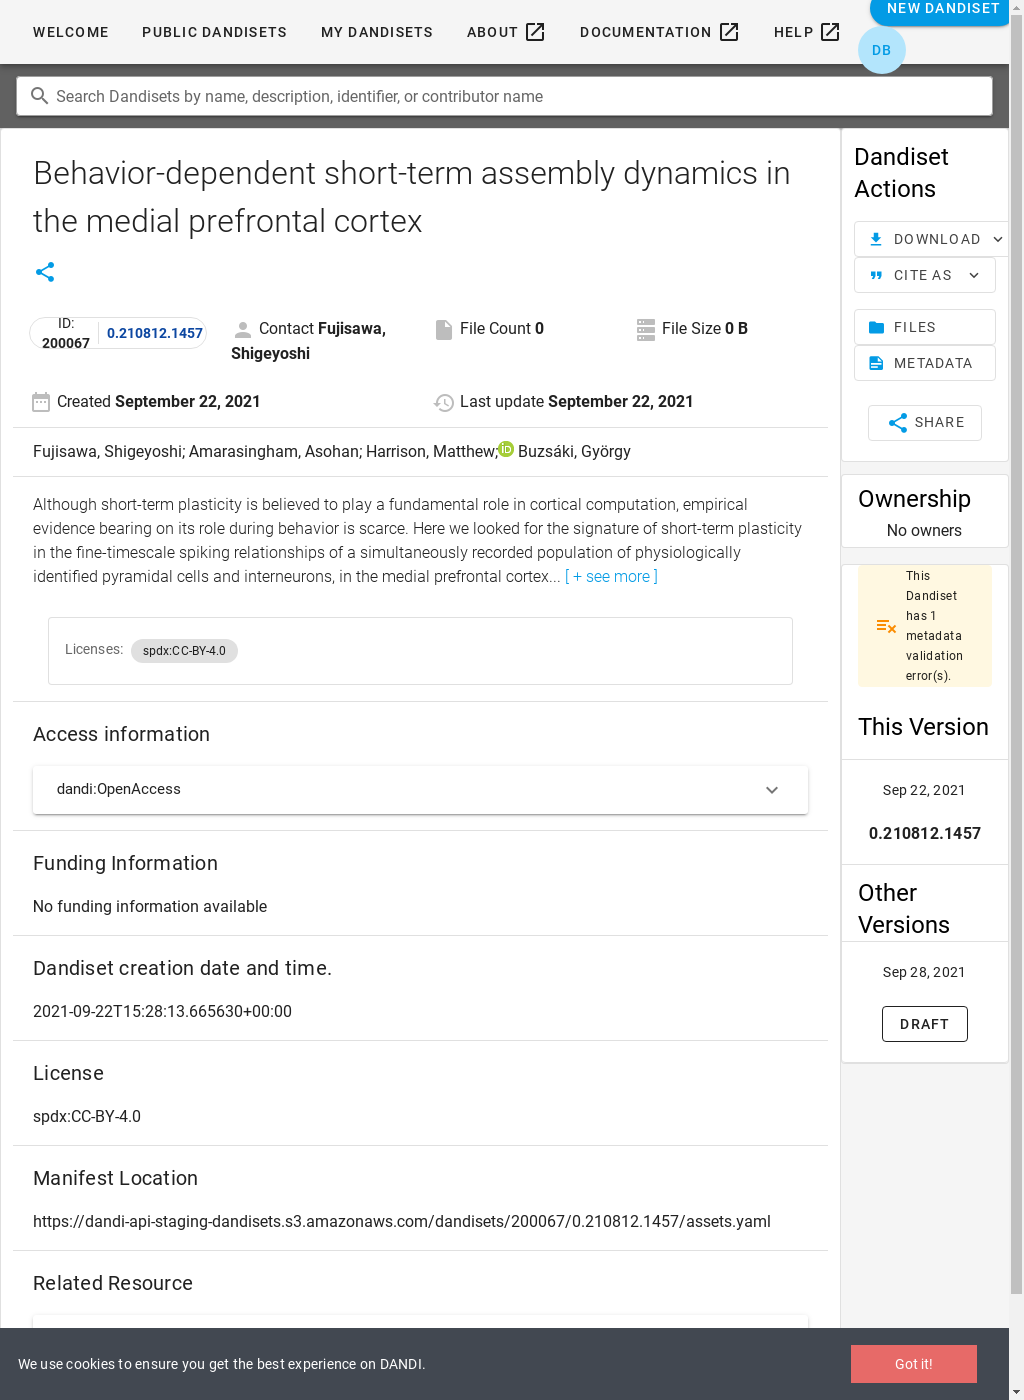 WELCOME PUBLIC DANDISETS MY DANDISETS ABOUT DOCUMENTATION HELP NEW DANDISET
DB
Search Dandisets by name, description, identifier, or contributor name
Behavior-dependent short-term assembly dynamics in
the medial prefrontal cortex
ID:
200067
0.210812.1457
Contact Fujisawa,
Shigeyoshi
File Count 0
File Size 0 B
Created September 22, 2021
Last update September 22, 2021
Fujisawa, Shigeyoshi; Amarasingham, Asohan; Harrison, Matthew; iD Buzsáki, György
Although short-term plasticity is believed to play a fundamental role in cortical computation, empirical
evidence bearing on its role during behavior is scarce. Here we looked for the signature of short-term plasticity
in the fine-timescale spiking relationships of a simultaneously recorded population of physiologically
identified pyramidal cells and interneurons, in the medial prefrontal cortex... [ + see more ]
Licenses: spdx:CC-BY-4.0
Access information
dandi:OpenAccess
Funding Information
No funding information available
Dandiset creation date and time.
2021-09-22T15:28:13.665630+00:00
License
spdx:CC-BY-4.0
Manifest Location
https://dandi-api-staging-dandisets.s3.amazonaws.com/dandisets/200067/0.210812.1457/assets.yaml
Related Resource
Dandiset
Actions
DOWNLOAD
CITE AS
FILES
METADATA
SHARE
Ownership
No owners
This
Dandiset
has 1
metadata
validation
error(s).
This Version
Sep 22, 2021
0.210812.1457
Other
Versions
Sep 28, 2021
DRAFT
We use cookies to ensure you get the best experience on DANDI.
Got it!